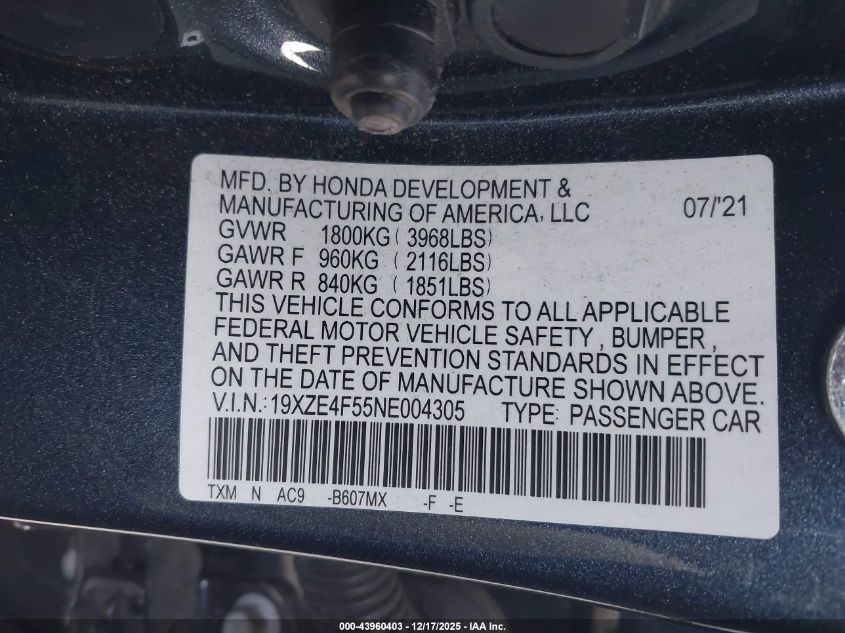 MFD. BY HONDA DEVELOPMENT &
MANUFACTURING OF AMERICA, LLC 07/'21
GVWR 1800KG ( 3968LBS)
GAWR F 960KG ( 2116LBS)
GAWR R 840KG ( 1851LBS)
THIS VEHICLE CONFORMS TO ALL APPLICABLE
FEDERAL MOTOR VEHICLE SAFETY , BUMPER ,
AND THEFT PREVENTION STANDARDS IN EFFECT
ON THE DATE OF MANUFACTURE SHOWN ABOVE.
V.I.N.:19XZE4F55NE004305 TYPE: PASSENGER CAR
TXM N AC9 -B607MX -F -E
000-43960403 - 12/17/2025 - IAA Inc.